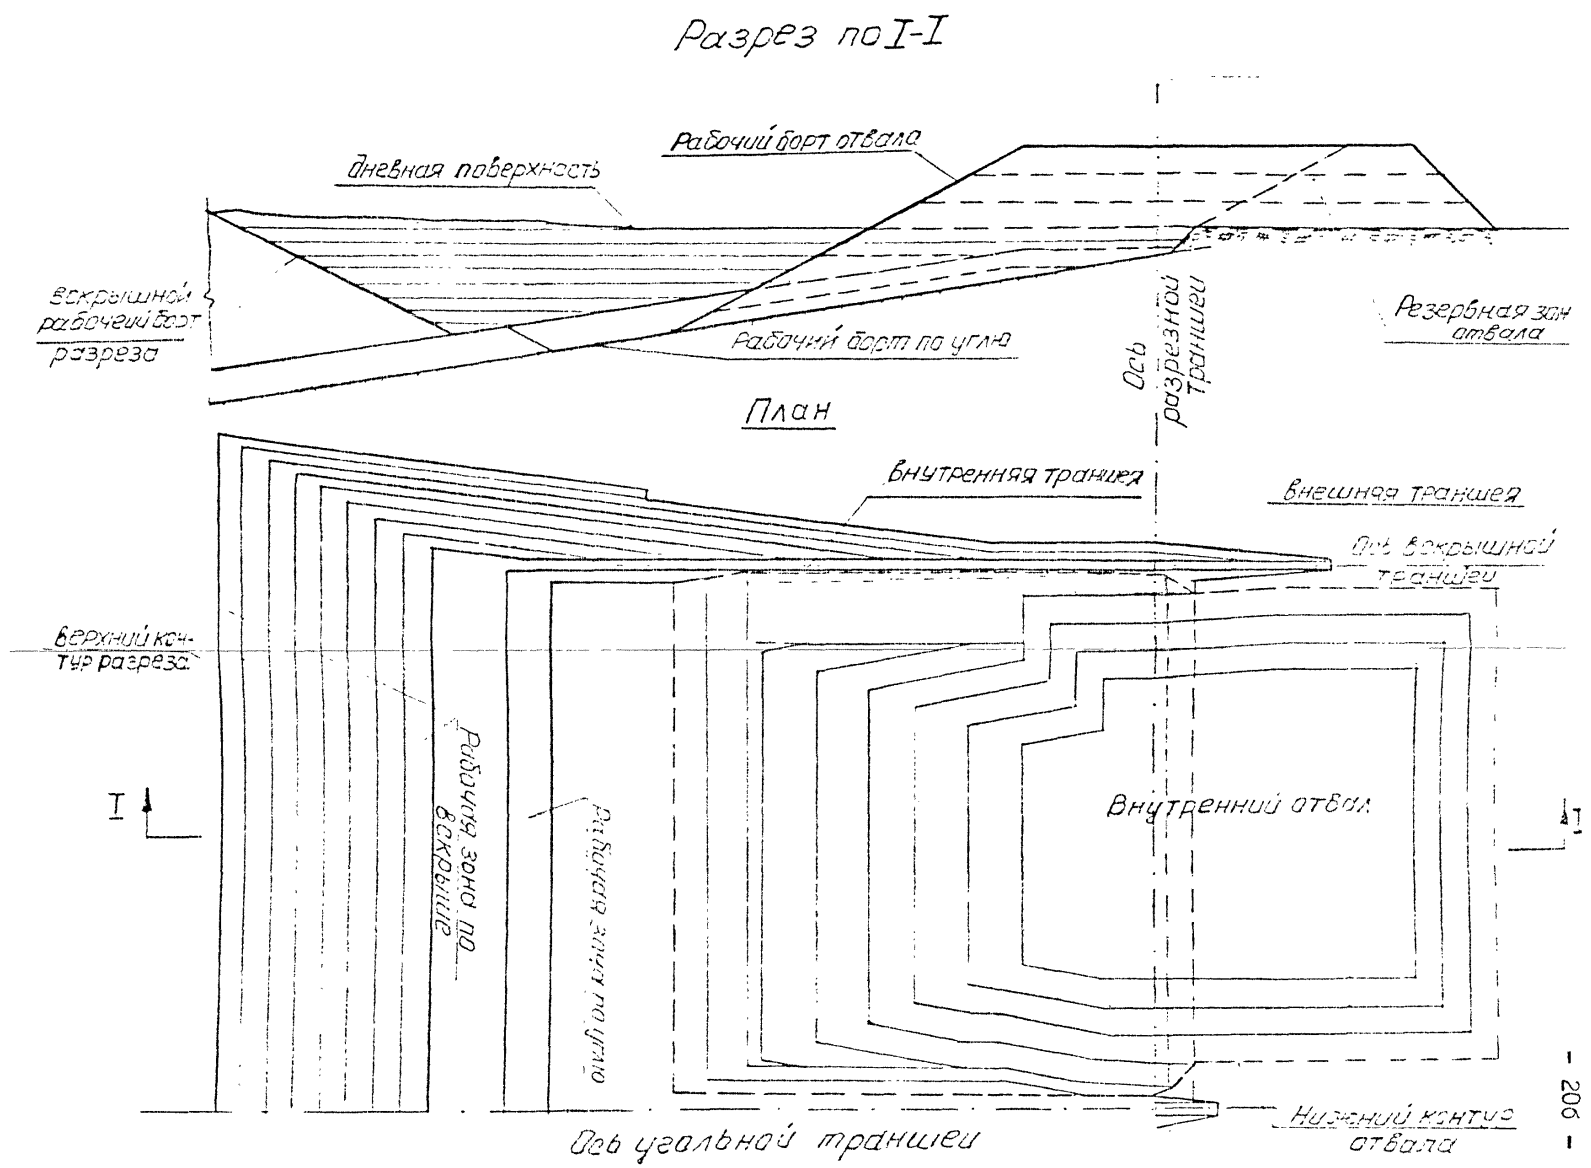 Разрез по I-I
Рабочий борт отвала
Дневная поверхность
вскрышной
рабочий борт
разреза
Рабочий борт по углю
Резервная зон
отвала
Ось
разрезной
траншеи
План
Внутренняя траншея
Внешняя траншея
Ось вскрышной
траншеи
Верхний кон-
тур разреза
Рабочая зона по
вскрыше
Рабочая зона по углю
Внутренний отвал
I
I
Нижний контур
отвала
Ось угольной траншеи
- 206 -